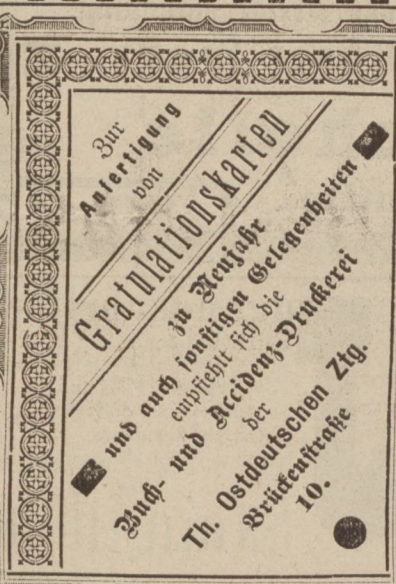 Zur
Anfertigung
von
Gratulationskarten
zu Neujahr
und auch sonstigen Gelegenheiten
empfiehlt sich die
Buch- und Accidenz-Druckerei
der
Th. Ostdeutschen Ztg.
Brückenstraße
10.